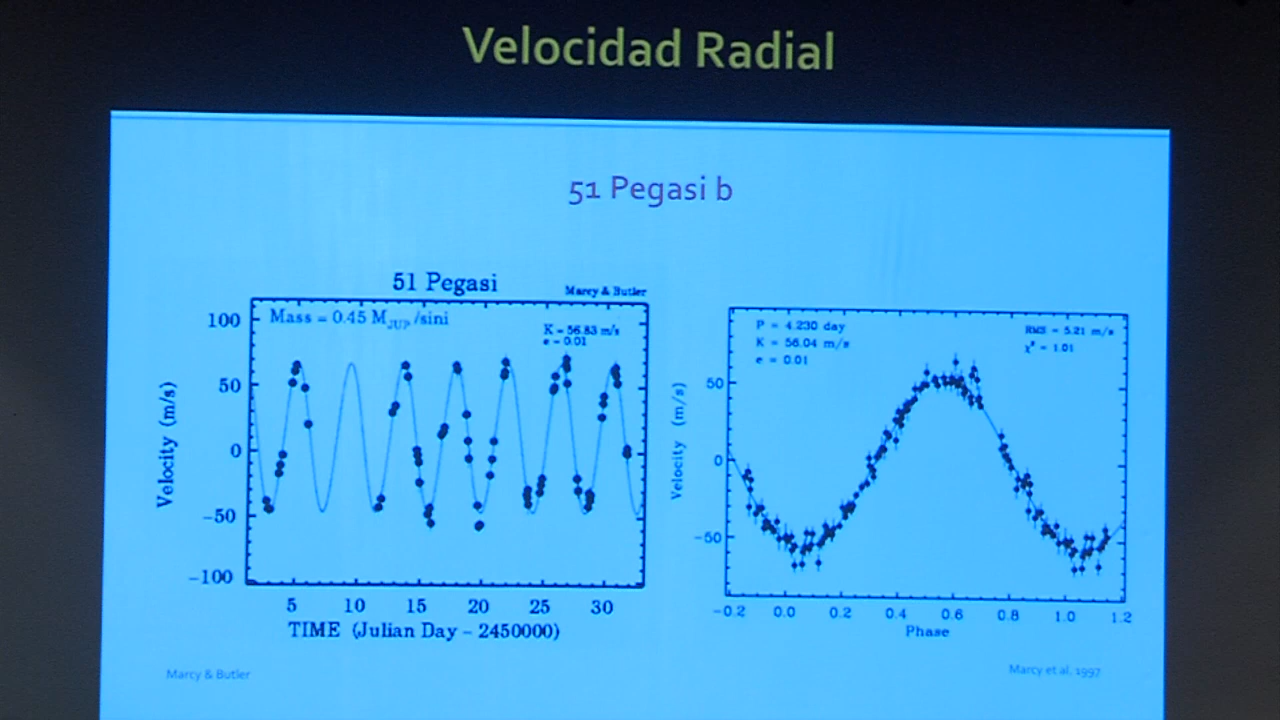 Velocidad Radial
51 Pegasi b
51 Pegasi
Marcy & Butler
Mass = 0.45 M_JUP /sini
K = 56.83 m/s
e = 0.01
Velocity (m/s)
100
50
0
-50
-100
5 10 15 20 25 30
TIME (Julian Day - 2450000)
Marcy & Butler
P = 4.230 day
K = 56.04 m/s
e = 0.01
RMS = 5.21 m/s
χ² = 1.01
Velocity (m/s)
50
0
-50
-0.2 0.0 0.2 0.4 0.6 0.8 1.0 1.2
Phase
Marcy et al. 1997